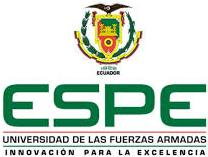 ECUADOR
ESPE
UNIVERSIDAD DE LAS FUERZAS ARMADAS
INNOVACIÓN PARA LA EXCELENCIA